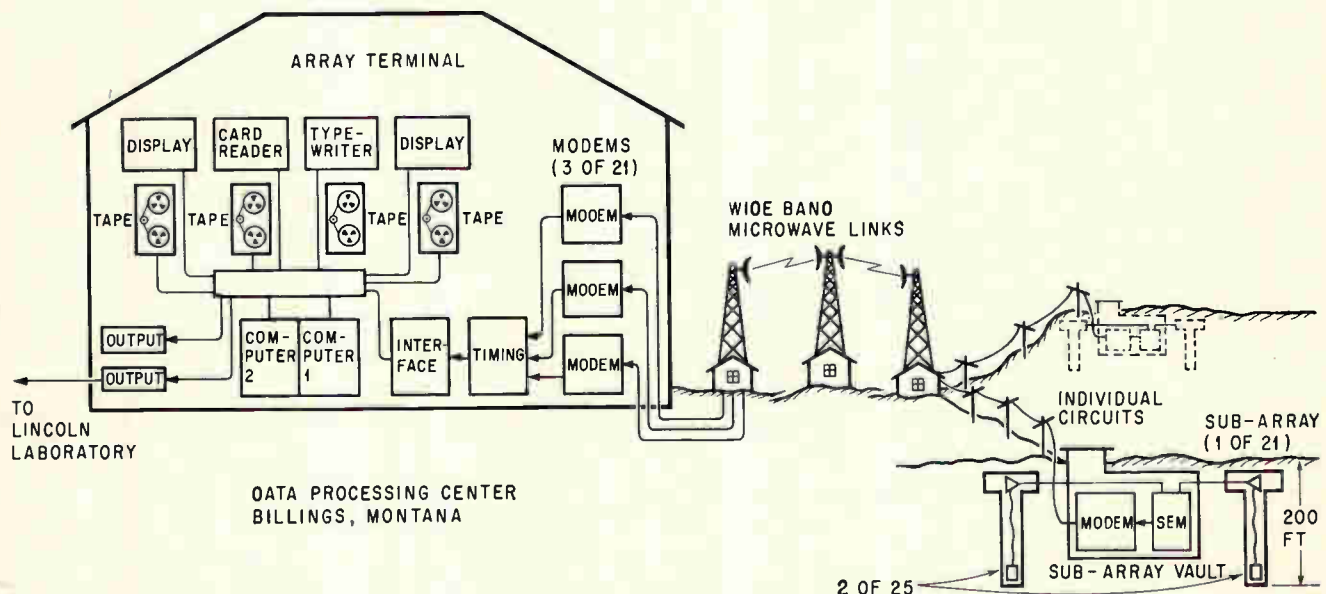 ARRAY TERMINAL
DISPLAY
CARD
READER
TYPE-
WRITER
DISPLAY
MODEMS
(3 OF 21)
TAPE
TAPE
TAPE
TAPE
MOOEM
MOOEM
MODEM
WIOE BANO
MICROWAVE LINKS
OUTPUT
OUTPUT
COM-
PUTER
2
COM-
PUTER
1
INTER-
FACE
TIMING
TO
LINCOLN
LABORATORY
OATA PROCESSING CENTER
BILLINGS, MONTANA
INDIVIDUAL
CIRCUITS
SUB-ARRAY
(1 OF 21)
MODEM
SEM
200
FT
SUB-ARRAY VAULT
2 OF 25